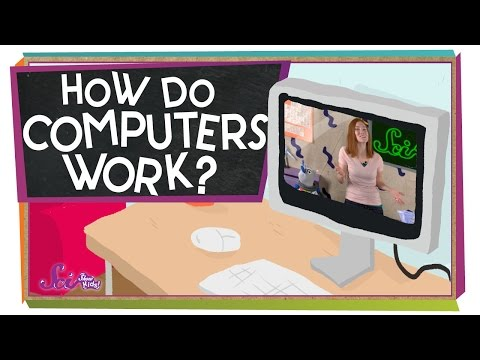 HOW DO
COMPUTERS
WORK?
Sci
Sci Show Kids!